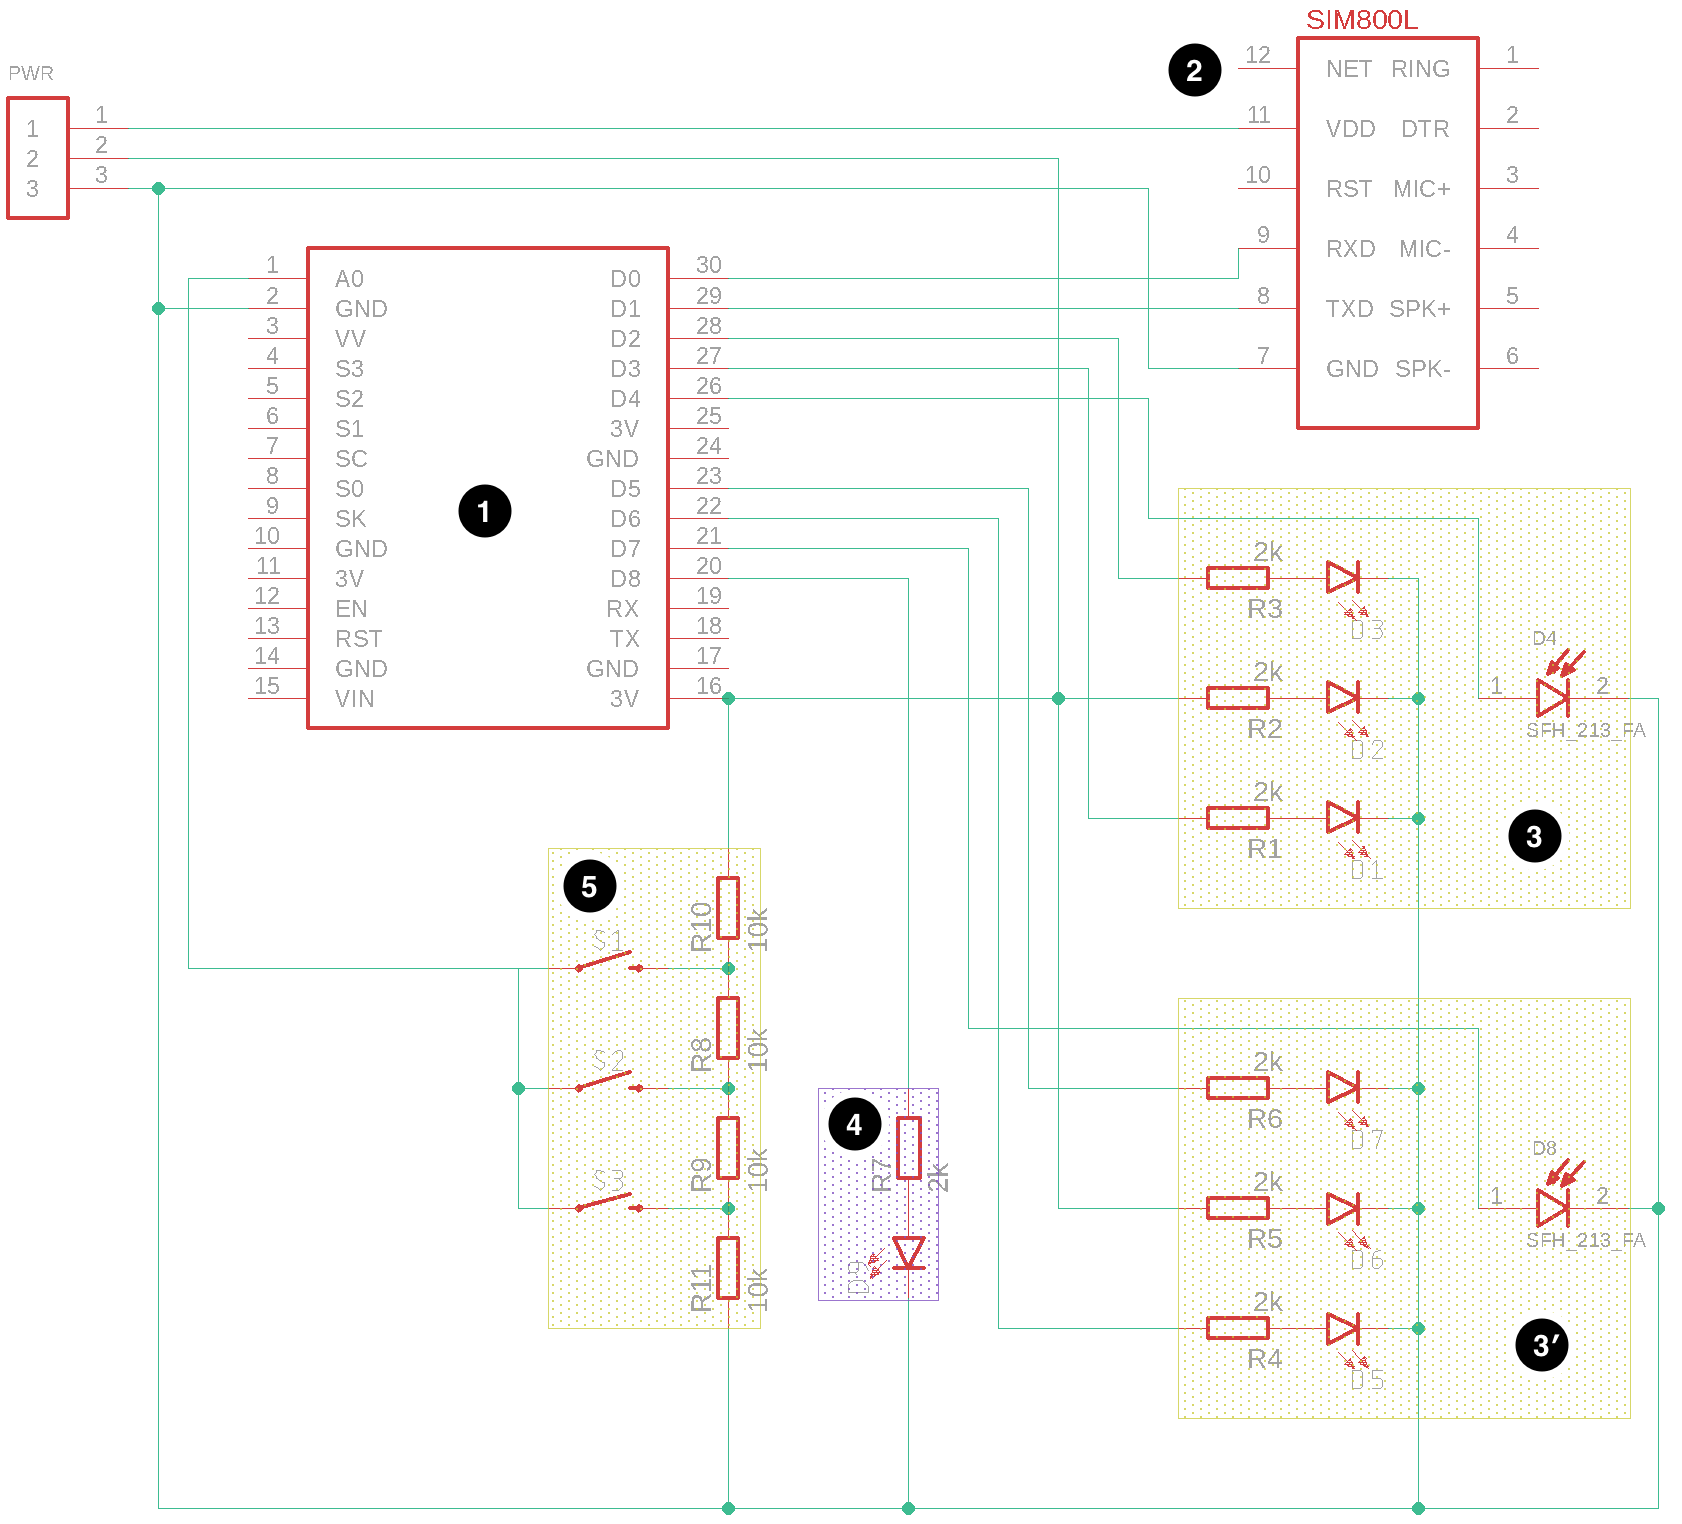 SIM800L
PWR
1 1
2 2
3 3
2
12 NET RING 1
11 VDD DTR 2
10 RST MIC+ 3
9 RXD MIC- 4
8 TXD SPK+ 5
7 GND SPK- 6
1 A0 D0 30
2 GND D1 29
3 VV D2 28
4 S3 D3 27
5 S2 D4 26
6 S1 3V 25
7 SC GND 24
8 S0 D5 23
9 SK D6 22
10 GND D7 21
11 3V D8 20
12 EN RX 19
13 RST TX 18
14 GND GND 17
15 VIN 3V 16
1
2k
R3
D3
2k
R2
D2
2k
R1
D1
D4
1 2
SFH_213_FA
3
5
S1
S2
S3
R10 10k
R8 10k
R9 10k
R11 10k
4
R7 2k
2k
R6
D7
2k
R5
D6
2k
R4
D5
D8
1 2
SFH_213_FA
3′